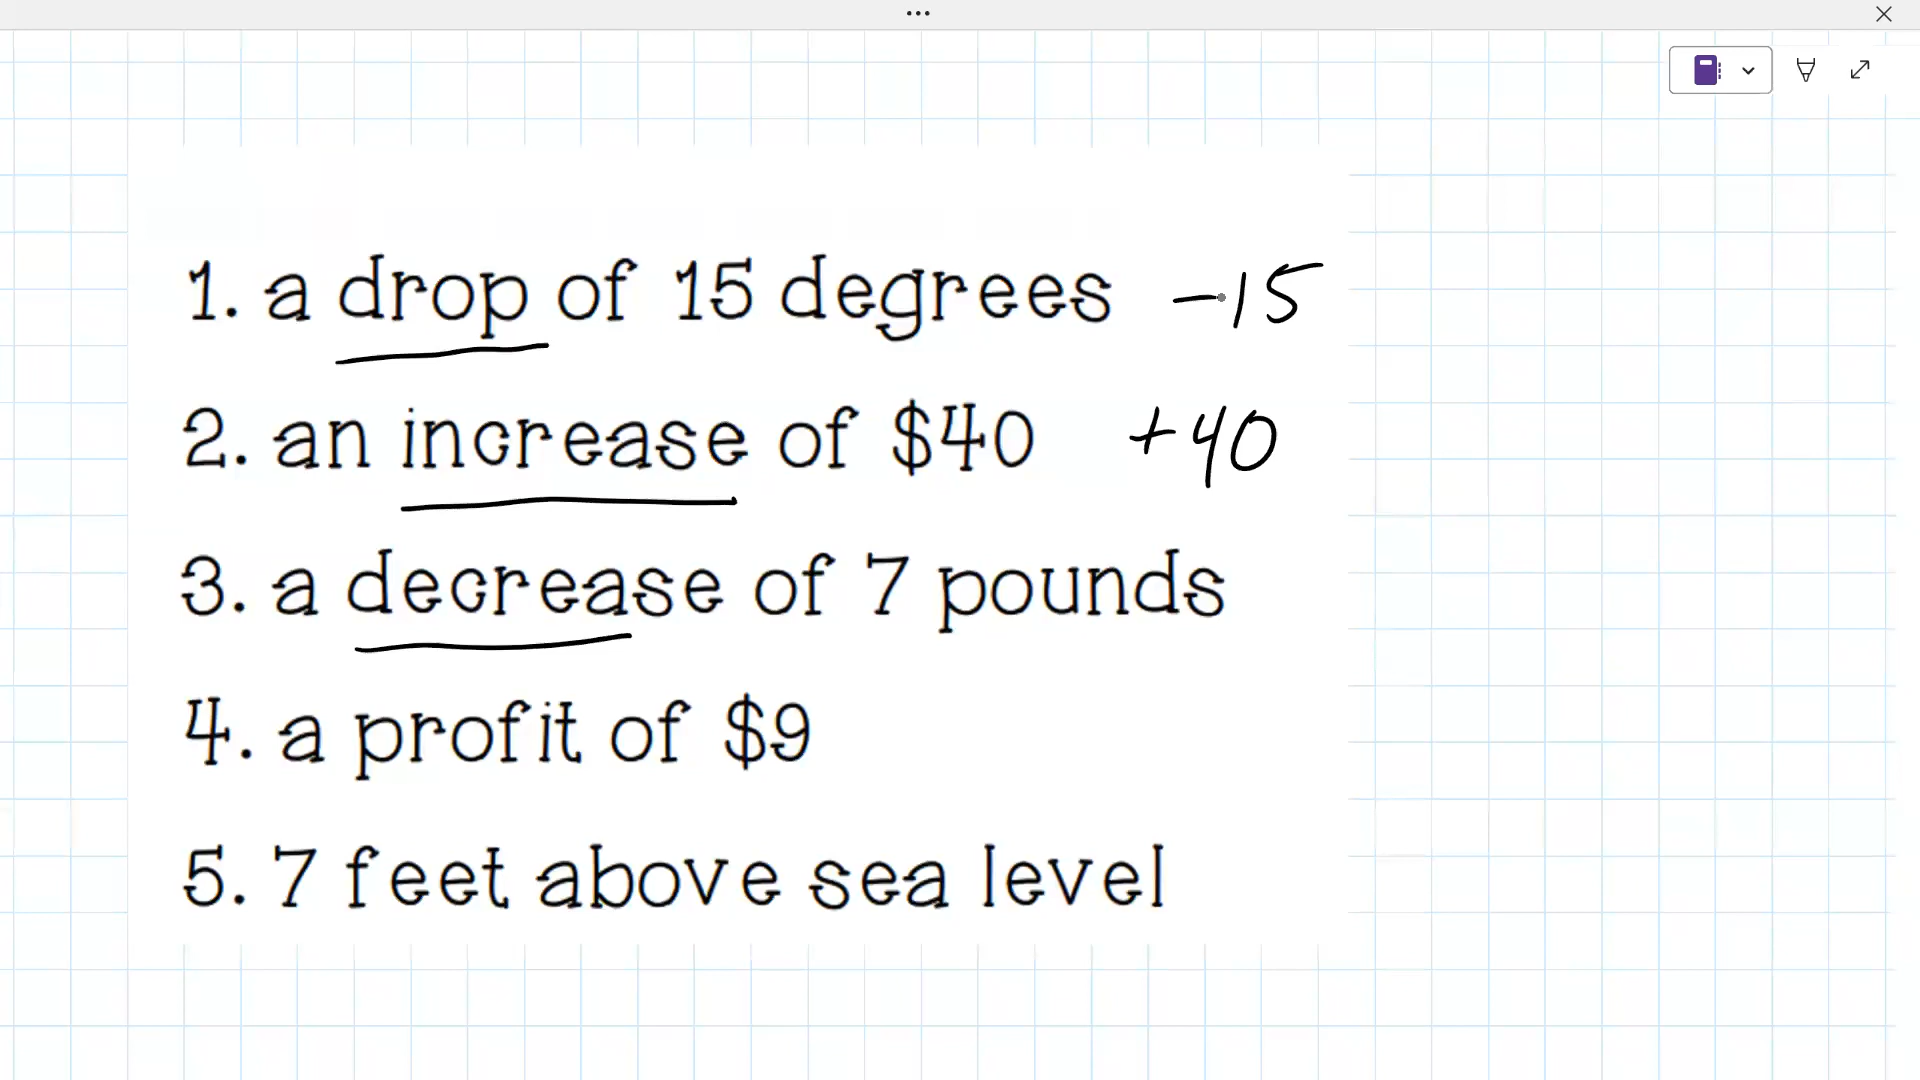 1. a drop of 15 degrees -15
2. an increase of $40 +40
3. a decrease of 7 pounds
4. a profit of $9
5. 7 feet above sea level